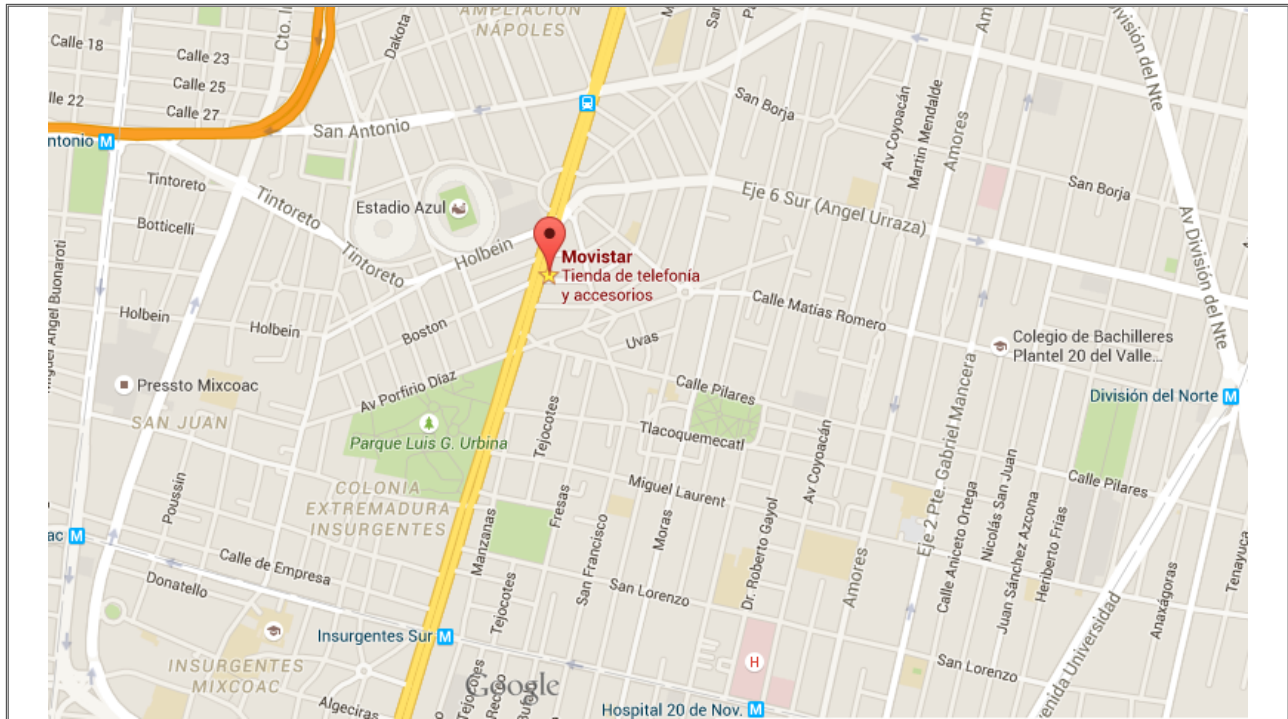 AMPLIACIÓN
NÁPOLES
Calle 18
Calle 23
Calle 25
Calle 27
Dakota
San Antonio
San Borja
Av Coyoacán
Martin Mendalde
Amores
División del Nte
M
Tintoreto
Tintoreto
Tintoreto
Botticelli
Estadio Azul
Eje 6 Sur (Angel Urraza)
San Borja
Av División del Nte
Holbein
Movistar
Tienda de telefonía
y accesorios
Calle Matías Romero
Holbein
Holbein
Boston
Uvas
Colegio de Bachilleres
Plantel 20 del Valle...
Pressto Mixcoac
Av Porfirio Díaz
Calle Pilares
División del Norte M
SAN JUAN
Parque Luis G. Urbina
Tejocotes
Tlacoquemecatl
Av Coyoacán
Eje 2 Pte. Gabriel Mancera
Calle Pilares
COLONIA
EXTREMADURA
INSURGENTES
Poussin
Miguel Laurent
Fresas
Manzanas
San Francisco
Moras
Dr. Roberto Gayol
Amores
Calle Aniceto Ortega
Nicolás San Juan
Juan Sánchez Azcona
Heriberto Frías
Anaxágoras
Tenayuca
M
Calle de Empresa
Donatello
San Lorenzo
Tejocotes
Insurgentes Sur M
H
San Lorenzo
INSURGENTES
MIXCOAC
Algeciras
Tejocotes
Google
Hospital 20 de Nov. M